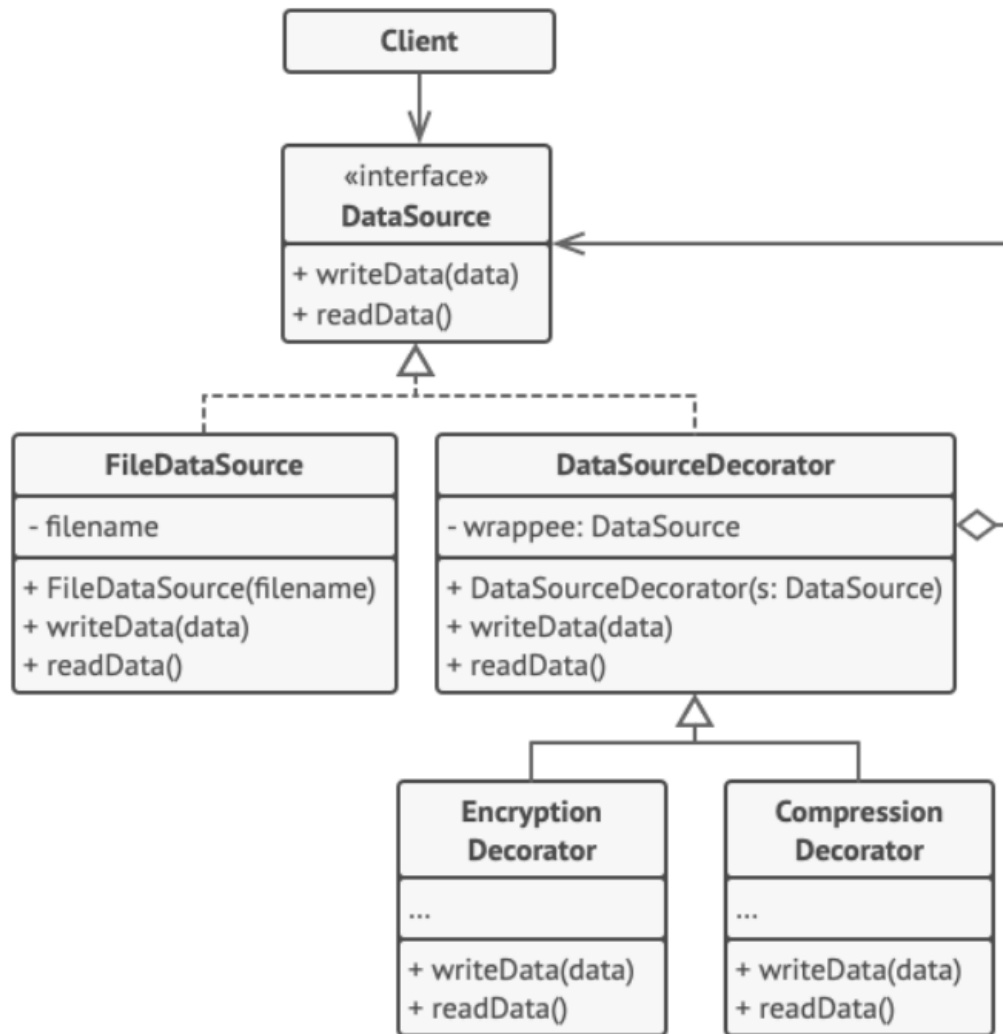 Client
«interface»
DataSource
+ writeData(data)
+ readData()
FileDataSource
- filename
+ FileDataSource(filename)
+ writeData(data)
+ readData()
DataSourceDecorator
- wrappee: DataSource
+ DataSourceDecorator(s: DataSource)
+ writeData(data)
+ readData()
Encryption
Decorator
...
+ writeData(data)
+ readData()
Compression
Decorator
...
+ writeData(data)
+ readData()